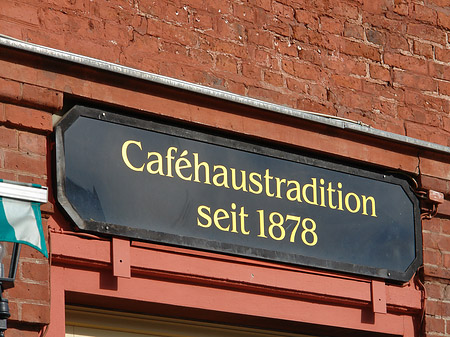 Caféhaustradition
seit 1878